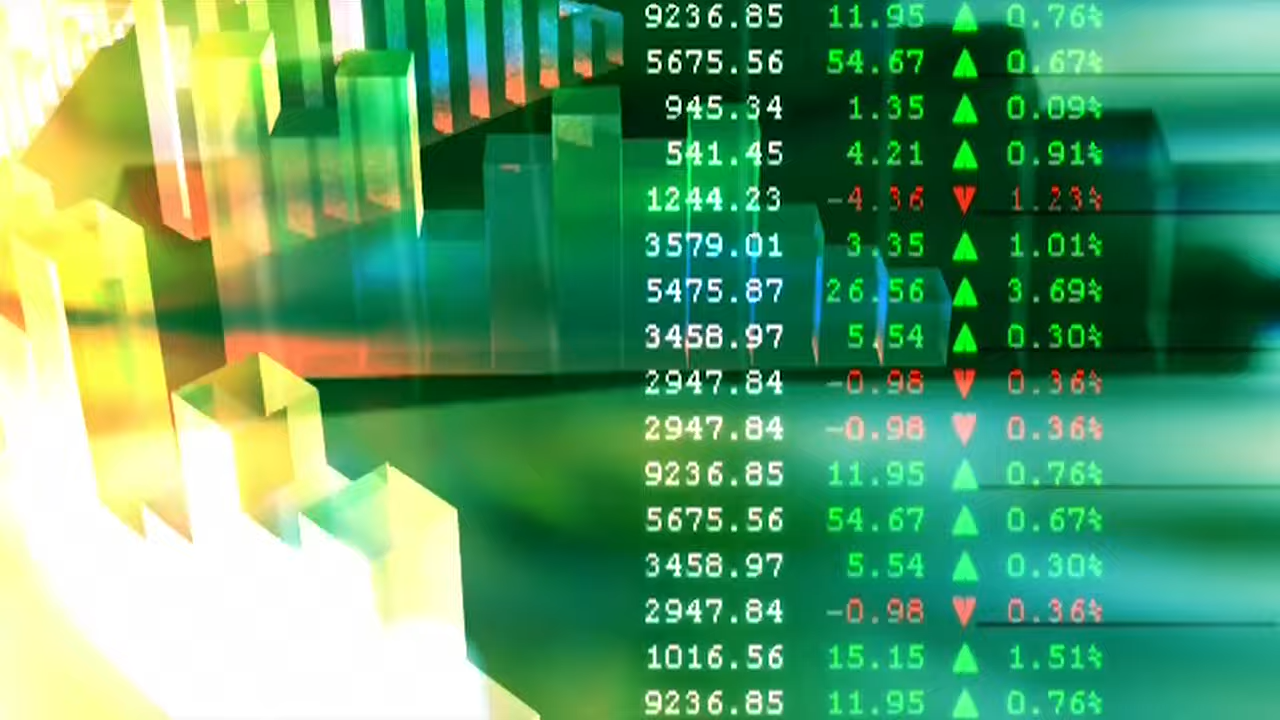 9236.85 11.95 ▲ 0.76%
5675.56 54.67 ▲ 0.67%
945.34 1.35 ▲ 0.09%
541.45 4.21 ▲ 0.91%
1244.23 -4.36 ▼ 1.23%
3579.01 3.35 ▲ 1.01%
5475.87 26.56 ▲ 3.69%
3458.97 5.54 ▲ 0.30%
2947.84 -0.98 ▼ 0.36%
2947.84 -0.98 ▼ 0.36%
9236.85 11.95 ▲ 0.76%
5675.56 54.67 ▲ 0.67%
3458.97 5.54 ▲ 0.30%
2947.84 -0.98 ▼ 0.36%
1016.56 15.15 ▲ 1.51%
9236.85 11.95 ▲ 0.76%